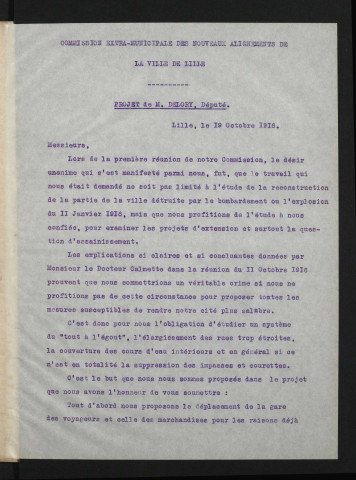 COMMISSION EXTRA-MUNICIPALE DES NOUVEAUX ALIGNEMENTS DE
LA VILLE DE LILLE
----------
PROJET de M. DELORY, Député.
Lille, le 19 Octobre 1916.
Messieurs,
Lors de la première réunion de notre Commission, le désir
unanime qui s'est manifesté parmi nous, fut, que le travail qui
nous était demandé ne soit pas limité à l'étude de la reconstruction
de la partie de la ville détruite par le bombardement ou l'explosion
du 11 Janvier 1916, mais que nous profitions de l'étude à nous
confiée, pour examiner les projets d'extension et surtout la ques-
tion d'assainissement.
Les explications si claires et si concluantes données par
Monsieur le Docteur Calmette dans la réunion du 11 Octobre 1916
prouvent que nous commettrions un véritable crime si nous ne
profitions pas de cette circonstance pour proposer toutes les
mesures susceptibles de rendre notre cité plus salubre.
C'est donc pour nous l'obligation d'étudier un système
du "tout à l'égout", l'élargissement des rues trop étroites,
la couverture des cours d'eau intérieurs et en général si ce
n'est en totalité la suppression des impasses et courettes.
C'est le but que nous nous sommes proposés dans le projet
que nous avons l'honneur de vous soumettre :
Tout d'abord nous proposons le déplacement de la gare
des voyageurs et celle des marchandises pour les raisons déjà